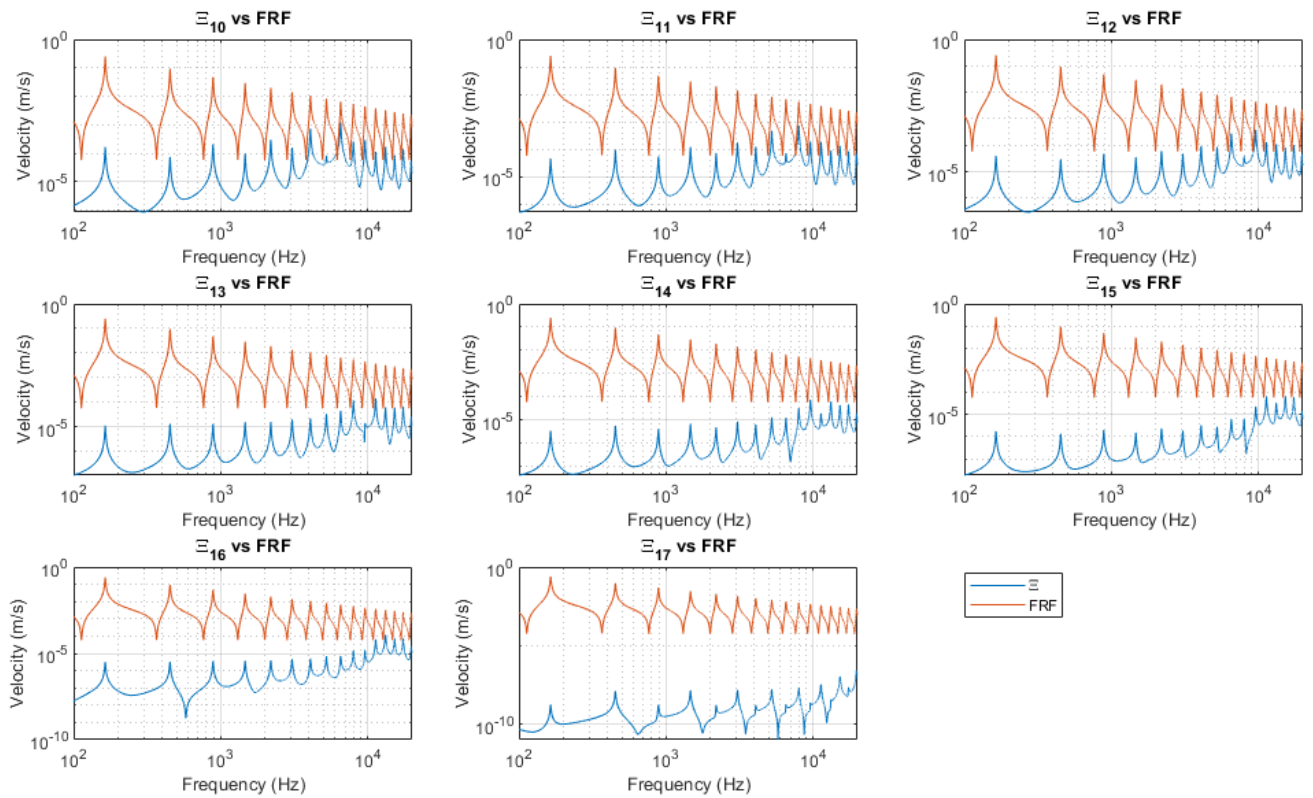 Ξ10 vs FRF
10^0
10^-5
Velocity (m/s)
10^2
10^3
10^4
Frequency (Hz)
Ξ11 vs FRF
10^0
10^-5
Velocity (m/s)
10^2
10^3
10^4
Frequency (Hz)
Ξ12 vs FRF
10^0
10^-5
Velocity (m/s)
10^2
10^3
10^4
Frequency (Hz)
Ξ13 vs FRF
10^0
10^-5
Velocity (m/s)
10^2
10^3
10^4
Frequency (Hz)
Ξ14 vs FRF
10^0
10^-5
Velocity (m/s)
10^2
10^3
10^4
Frequency (Hz)
Ξ15 vs FRF
10^0
10^-5
Velocity (m/s)
10^2
10^3
10^4
Frequency (Hz)
Ξ16 vs FRF
10^0
10^-5
10^-10
Velocity (m/s)
10^2
10^3
10^4
Frequency (Hz)
Ξ17 vs FRF
10^0
10^-5
10^-10
Velocity (m/s)
10^2
10^3
10^4
Frequency (Hz)
Ξ
FRF